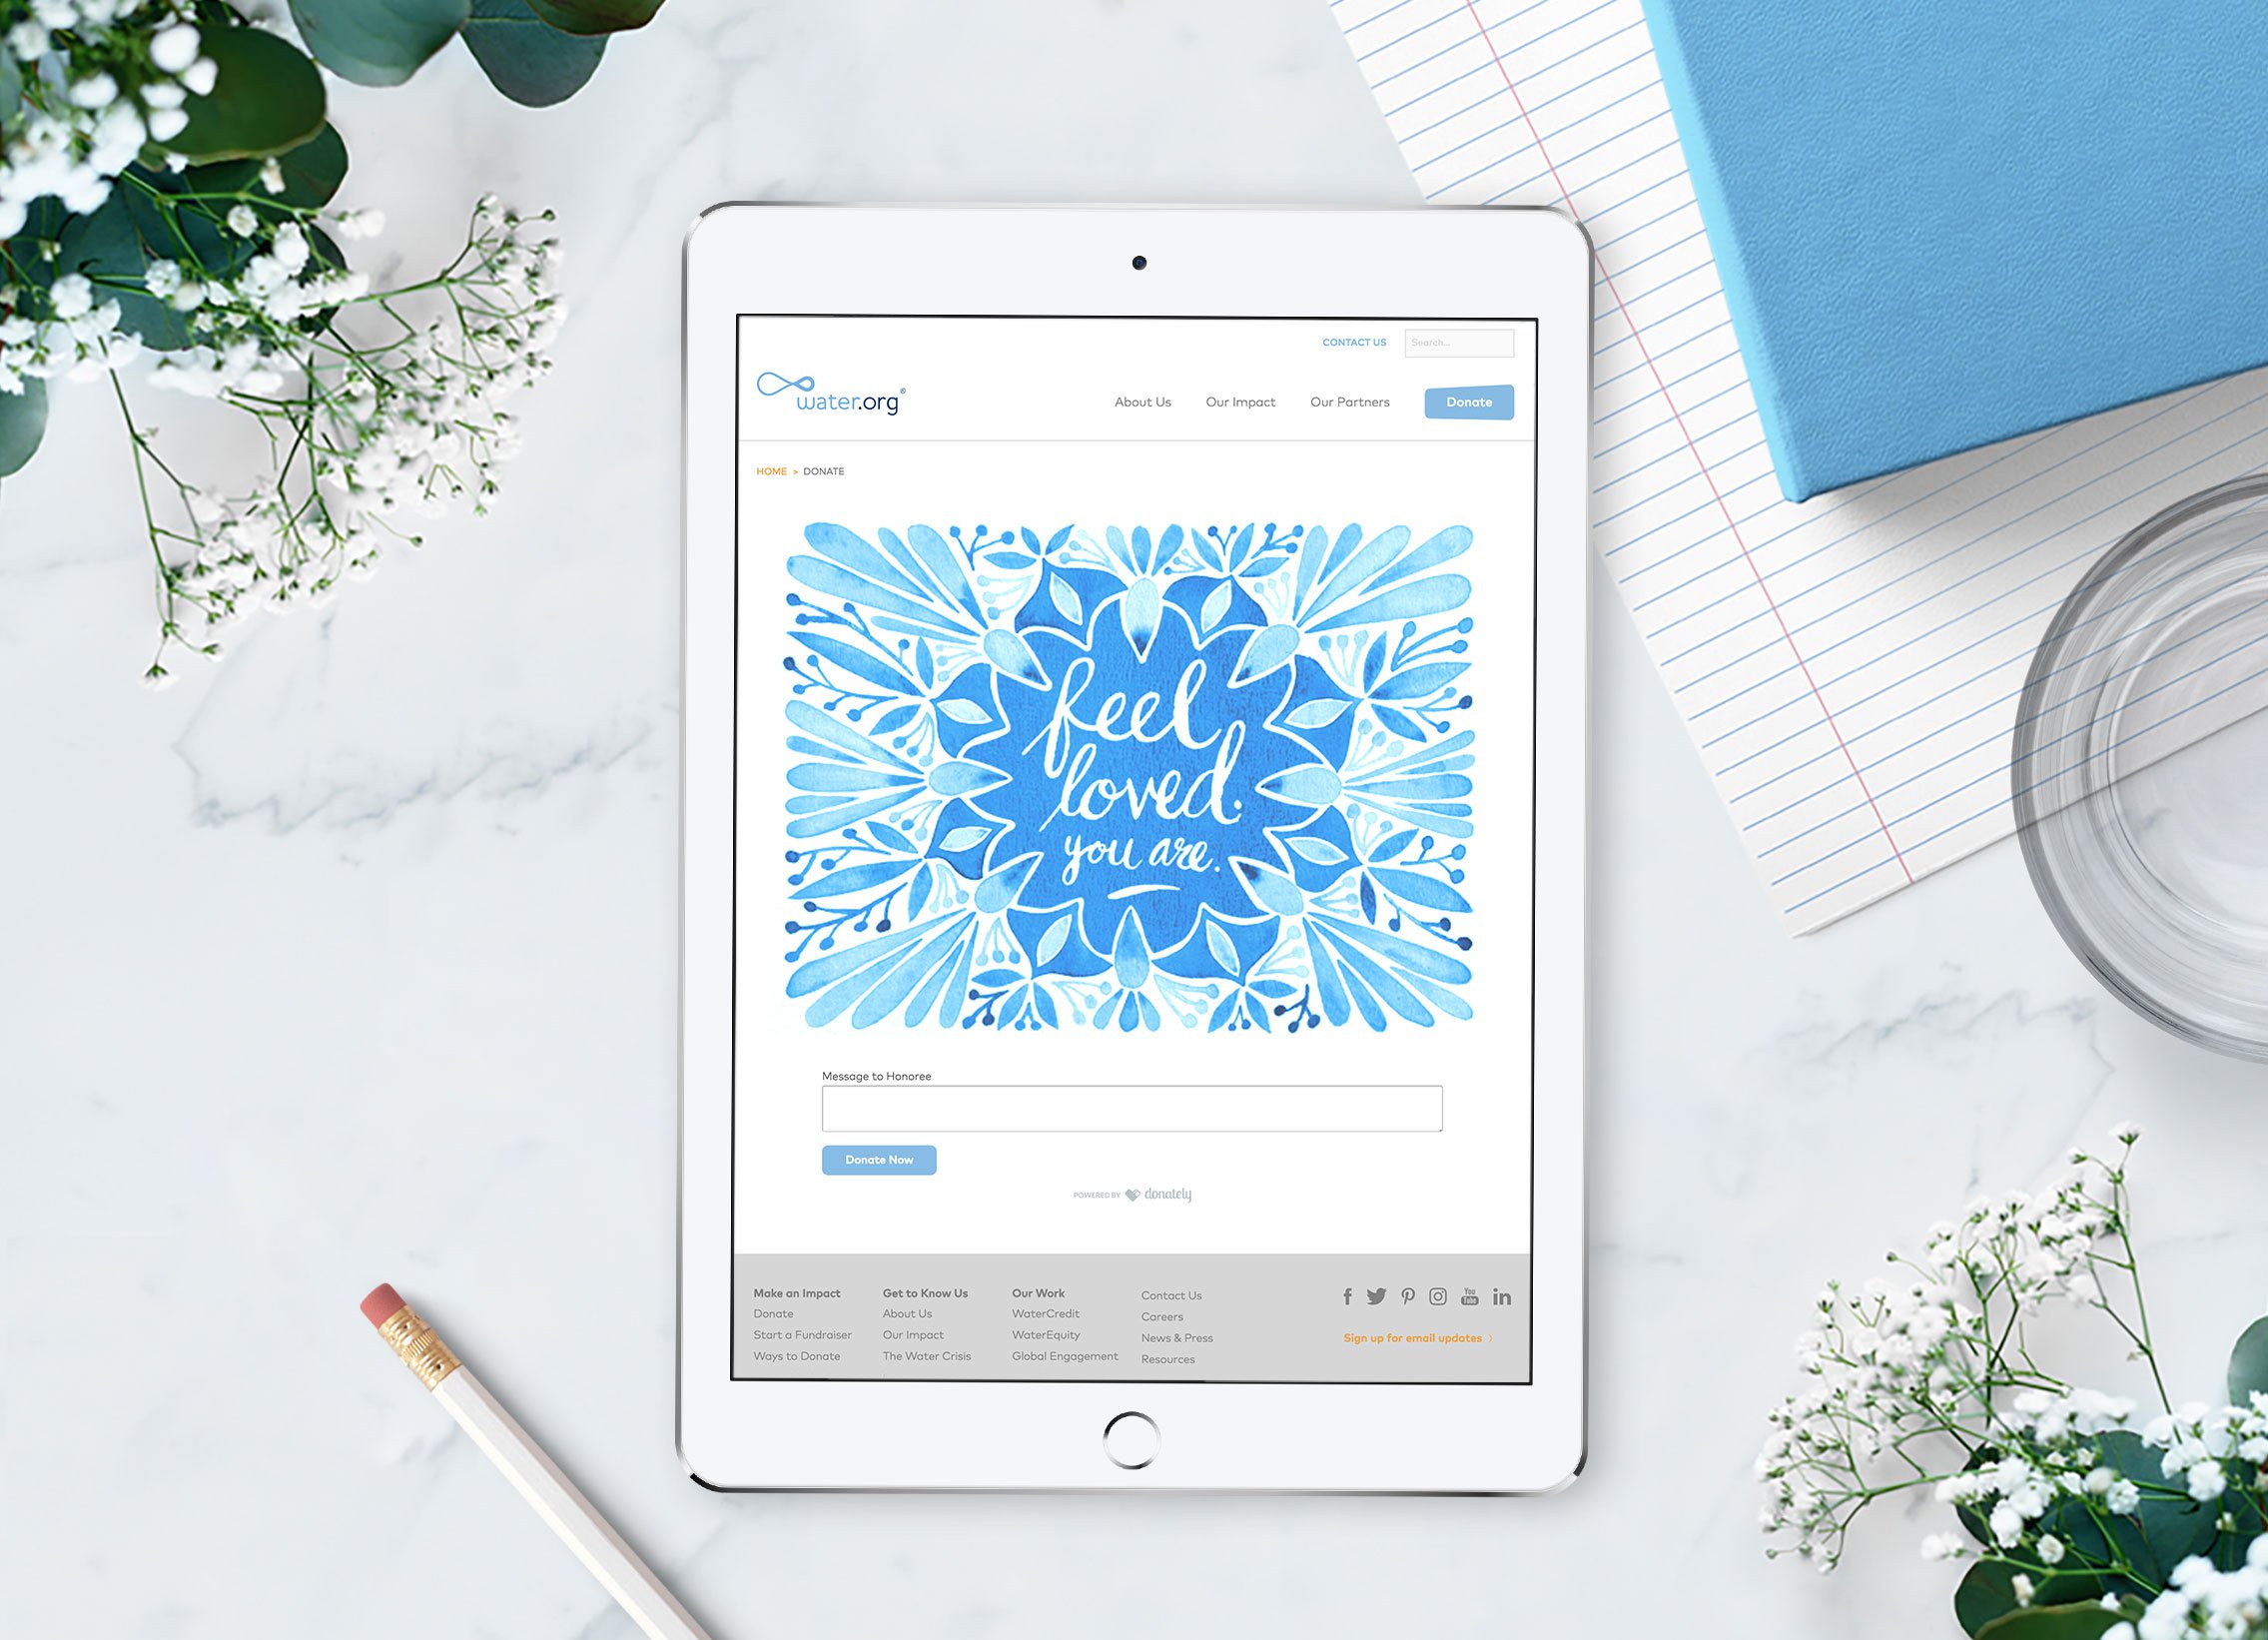 CONTACT US
Search...
water.org®
About Us
Our Impact
Our Partners
Donate
HOME > DONATE
feel
loved.
you are.
Message to Honoree
Donate Now
POWERED BY donately
Make an Impact
Donate
Start a Fundraiser
Ways to Donate
Get to Know Us
About Us
Our Impact
The Water Crisis
Our Work
WaterCredit
WaterEquity
Global Engagement
Contact Us
Careers
News & Press
Resources
f
You
Tube
in
Sign up for email updates >